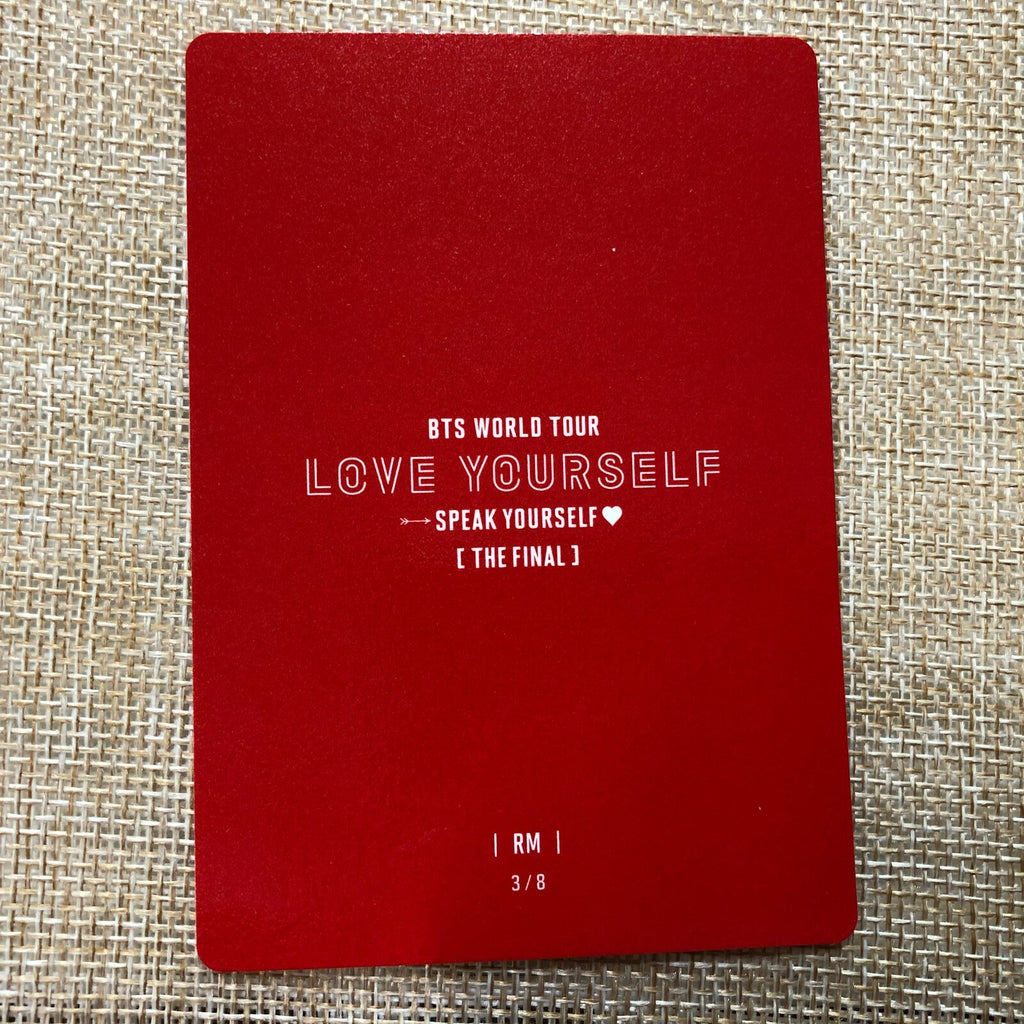 BTS WORLD TOUR
LOVE YOURSELF
SPEAK YOURSELF♥
[ THE FINAL ]
| RM |
3/8